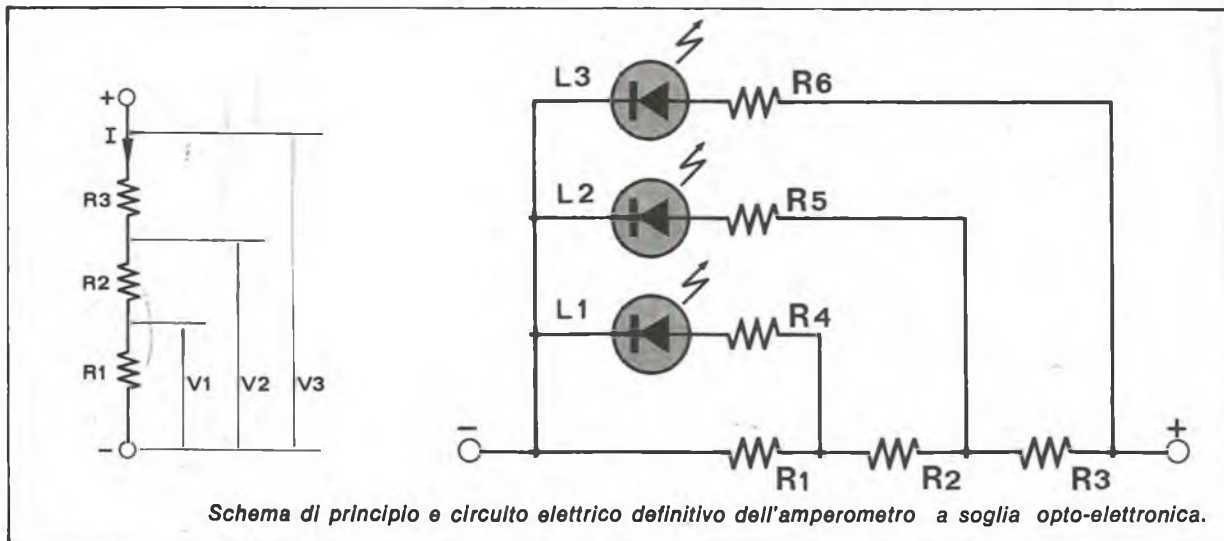 +
I
R3
R2
R1
V1 V2 V3
-
L3 R6
L2 R5
L1 R4
- +
R1 R2 R3
Schema di principio e circuito elettrico definitivo dell'amperometro a soglia opto-elettronica.